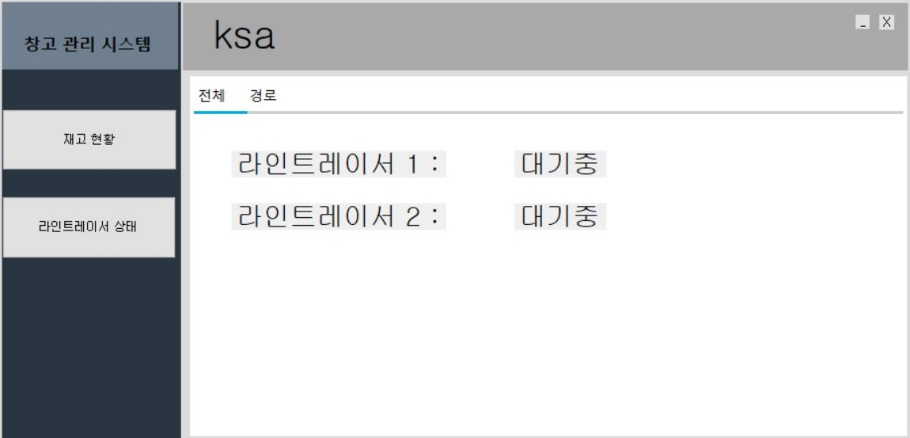 창고 관리 시스템
ksa
_ X
재고 현황
라인트레이서 상태
전체 경로
라인트레이서 1 : 대기중
라인트레이서 2 : 대기중